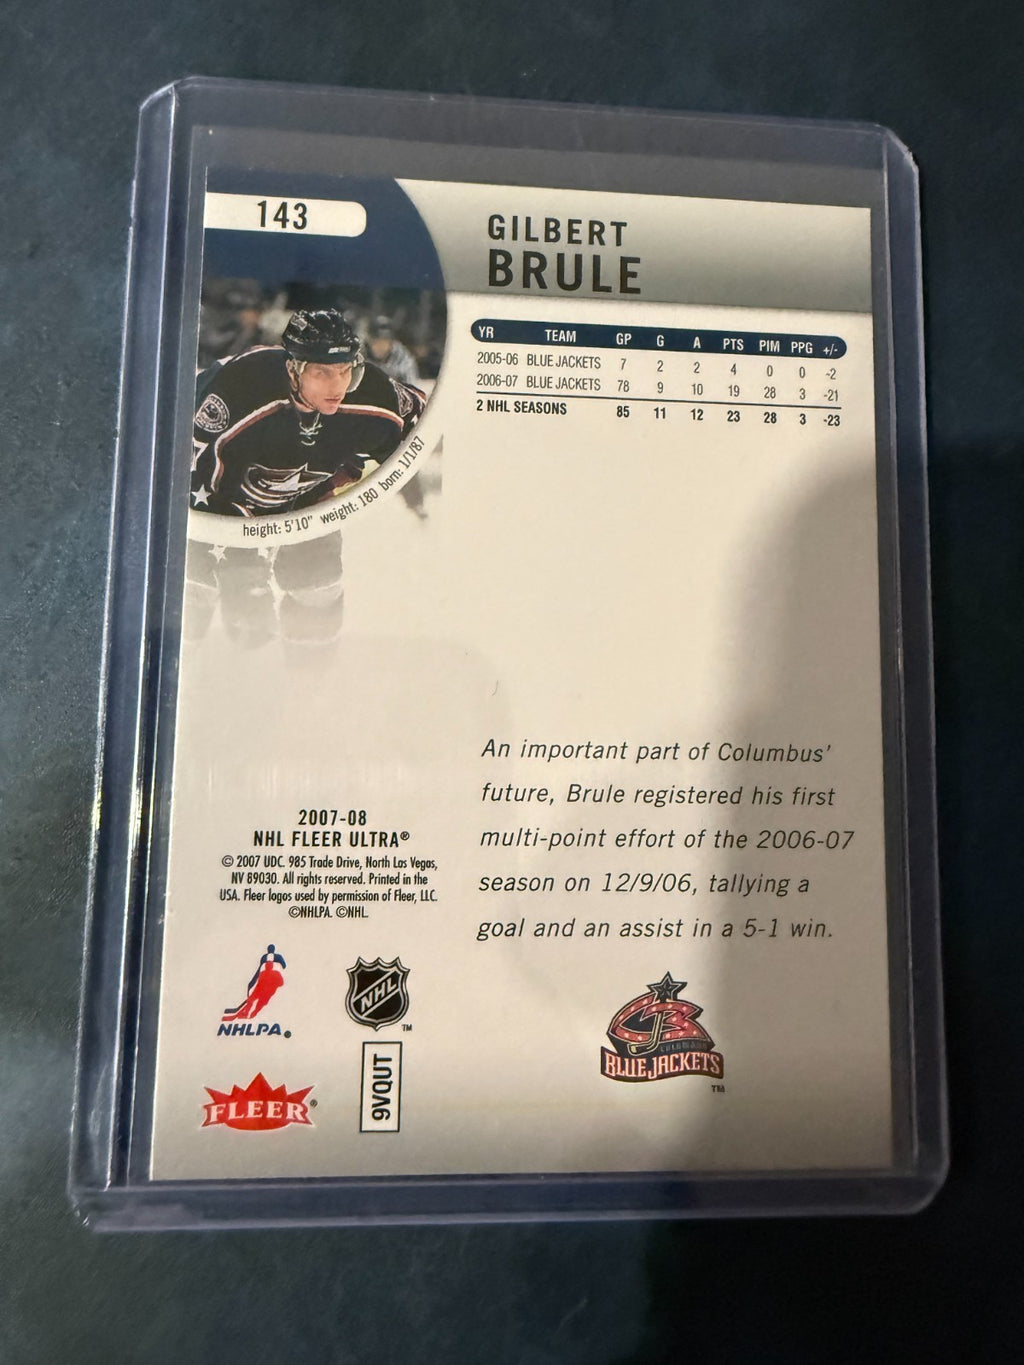 143
GILBERT
BRULE
YR TEAM GP G A PTS PIM PPG +/-
2005-06 BLUE JACKETS 7 2 2 4 0 0 -2
2006-07 BLUE JACKETS 78 9 10 19 28 3 -21
2 NHL SEASONS 85 11 12 23 28 3 -23
height: 5'10" weight: 180 born: 1/1/87
An important part of Columbus'
future, Brule registered his first
multi-point effort of the 2006-07
season on 12/9/06, tallying a
goal and an assist in a 5-1 win.
2007-08
NHL FLEER ULTRA®
© 2007 UDC. 985 Trade Drive, North Las Vegas,
NV 89030. All rights reserved. Printed in the
USA. Fleer logos used by permission of Fleer, LLC.
©NHLPA. ©NHL.
NHLPA®
NHL™
COLUMBUS
BLUE JACKETS™
FLEER®
9VQUT